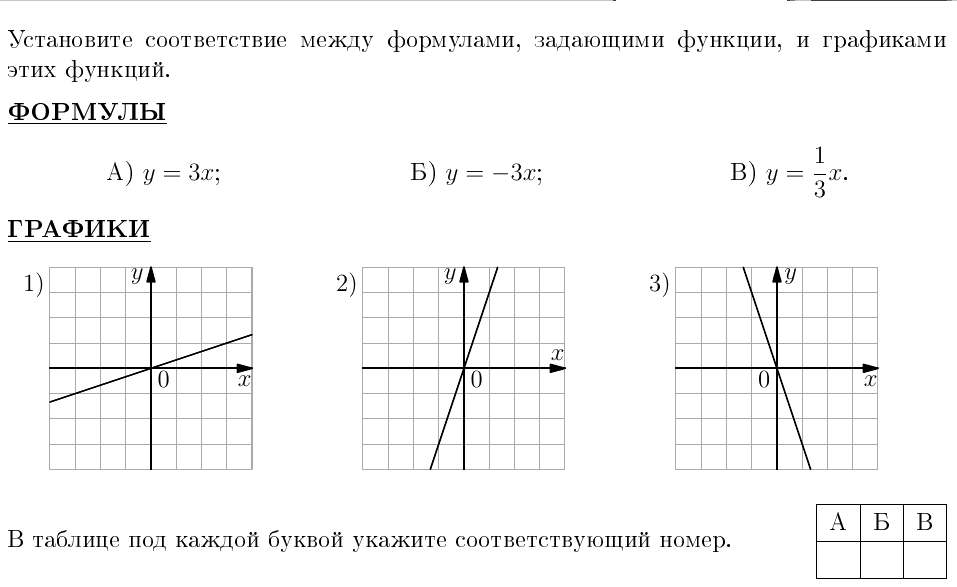 Установите соответствие между формулами, задающими функции, и графиками
этих функций.
ФОРМУЛЫ
А) y = 3x; Б) y = −3x; В) y = 1/3 x.
ГРАФИКИ
1) y 0 x 2) y 0 x 3) y 0 x
В таблице под каждой буквой укажите соответствующий номер.
А Б В